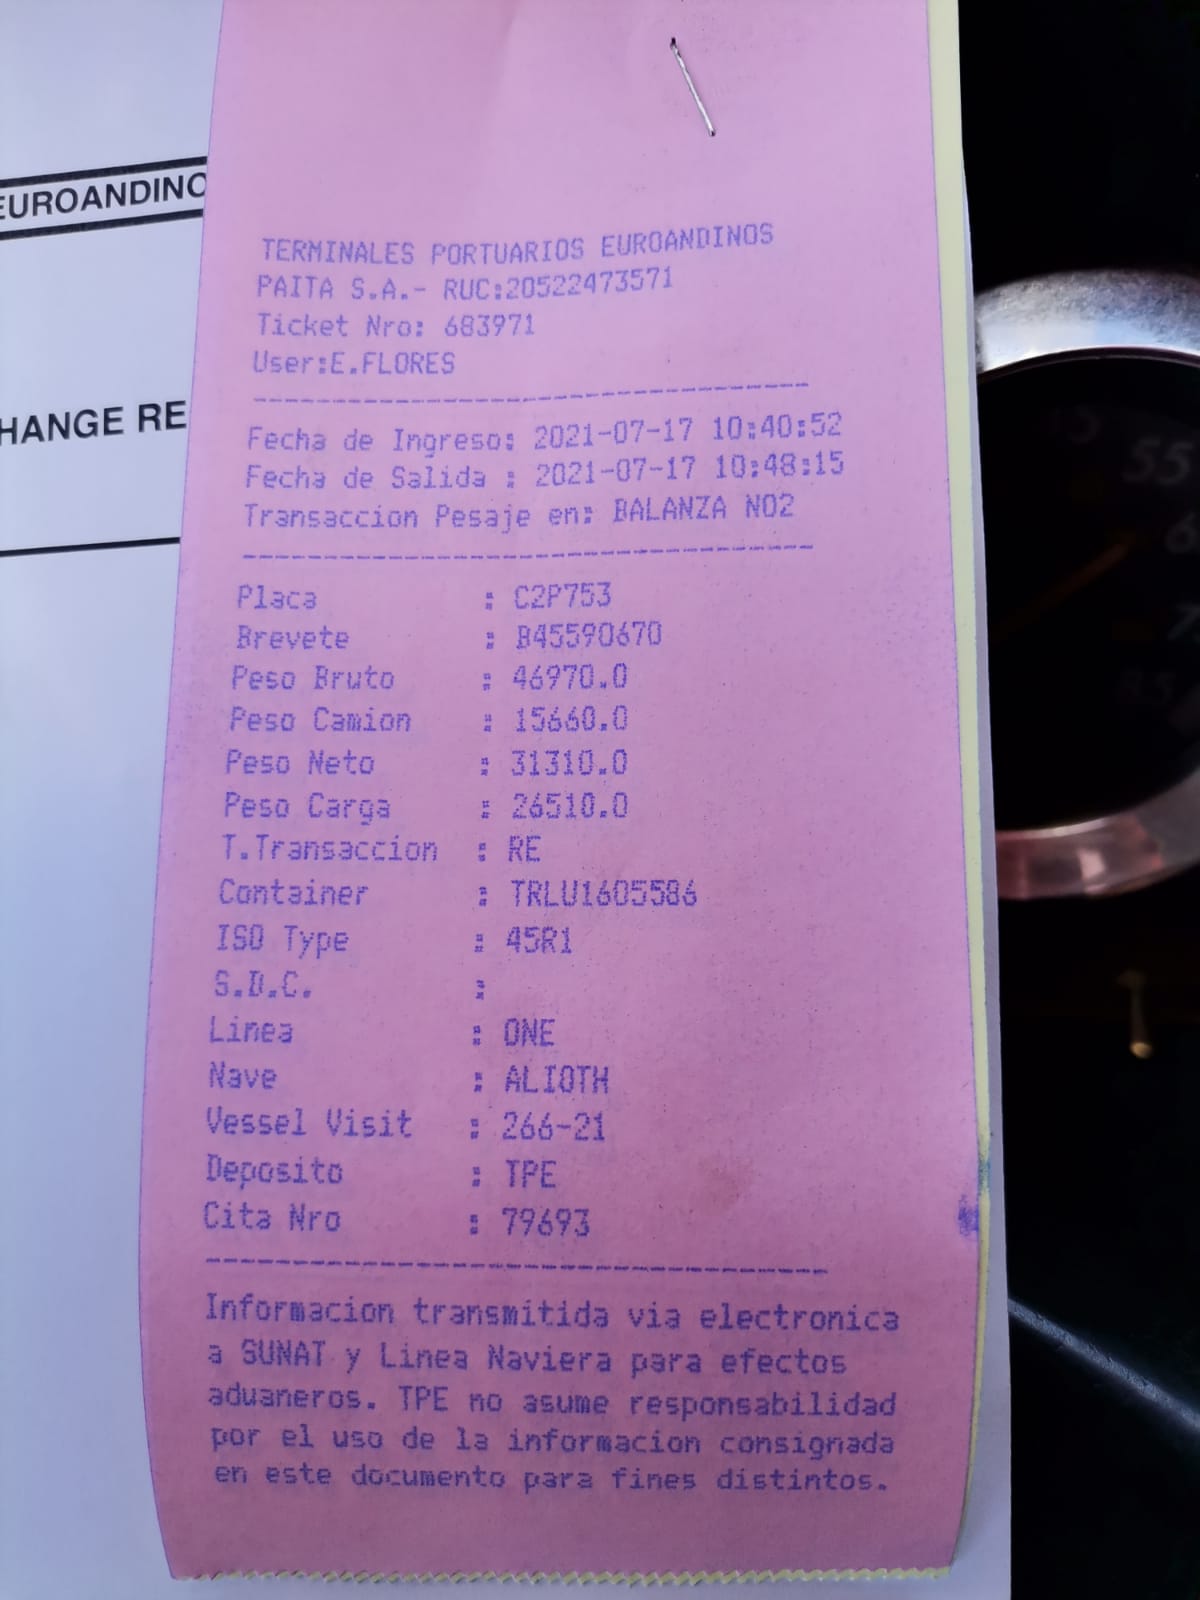 EUROANDINO
HANGE RE
TERMINALES PORTUARIOS EUROANDINOS
PAITA S.A.- RUC:20522473571
Ticket Nro: 683971
User:E.FLORES
Fecha de Ingreso: 2021-07-17 10:40:52
Fecha de Salida : 2021-07-17 10:48:15
Transaccion Pesaje en: BALANZA NO2
Placa : C2P753
Brevete : B45590670
Peso Bruto : 46970.0
Peso Camion : 15660.0
Peso Neto : 31310.0
Peso Carga : 26510.0
T.Transaccion : RE
Container : TRLU1605586
ISO Type : 45R1
S.D.C. :
Linea : ONE
Nave : ALIOTH
Vessel Visit : 266-21
Deposito : TPE
Cita Nro : 79693
Informacion transmitida via electronica
a SUNAT y Linea Naviera para efectos
aduaneros. TPE no asume responsabilidad
por el uso de la informacion consignada
en este documento para fines distintos.
55